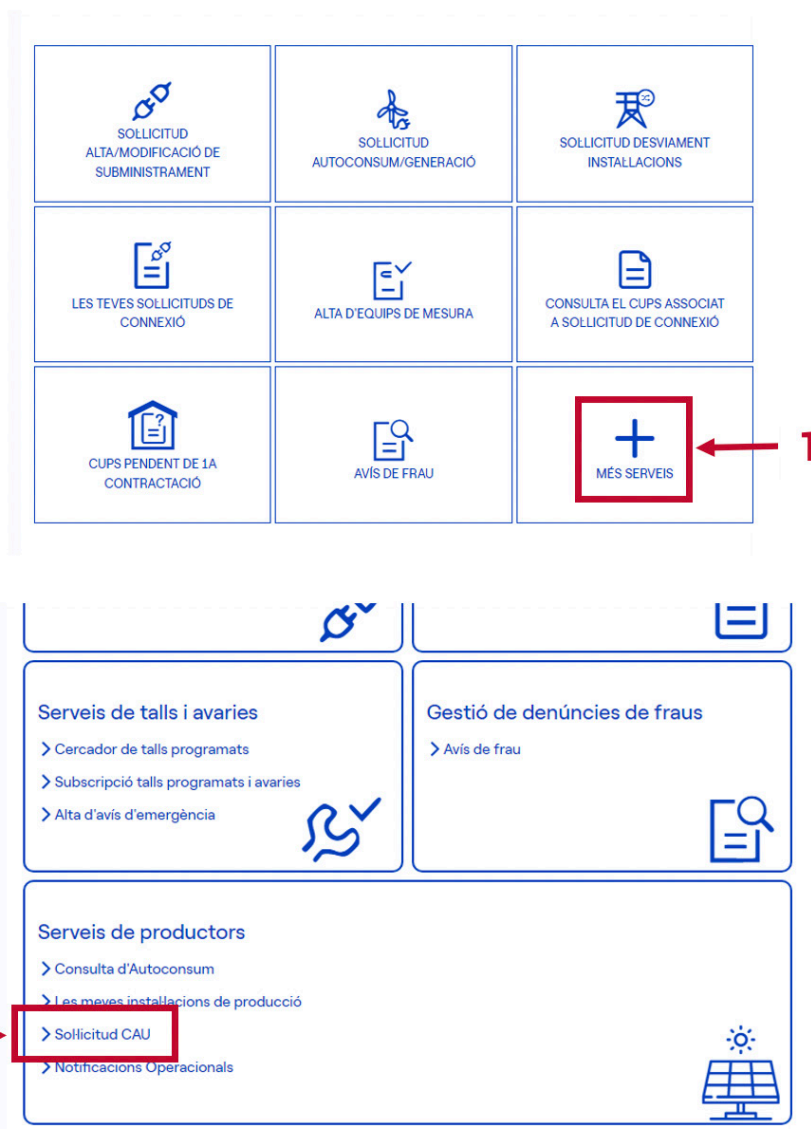 SOL·LICITUD
ALTA/MODIFICACIÓ DE
SUBMINISTRAMENT
SOL·LICITUD
AUTOCONSUM/GENERACIÓ
SOL·LICITUD DESVIAMENT
INSTAL·LACIONS
LES TEVES SOL·LICITUDS DE
CONNEXIÓ
ALTA D'EQUIPS DE MESURA
CONSULTA EL CUPS ASSOCIAT
A SOL·LICITUD DE CONNEXIÓ
CUPS PENDENT DE 1A
CONTRACTACIÓ
AVÍS DE FRAU
MÉS SERVEIS
1
Serveis de talls i avaries
Cercador de talls programats
Subscripció talls programats i avaries
Alta d'avís d'emergència
Gestió de denúncies de fraus
Avís de frau
Serveis de productors
Consulta d'Autoconsum
Les meves instal·lacions de producció
Sol·licitud CAU
Notificacions Operacionals